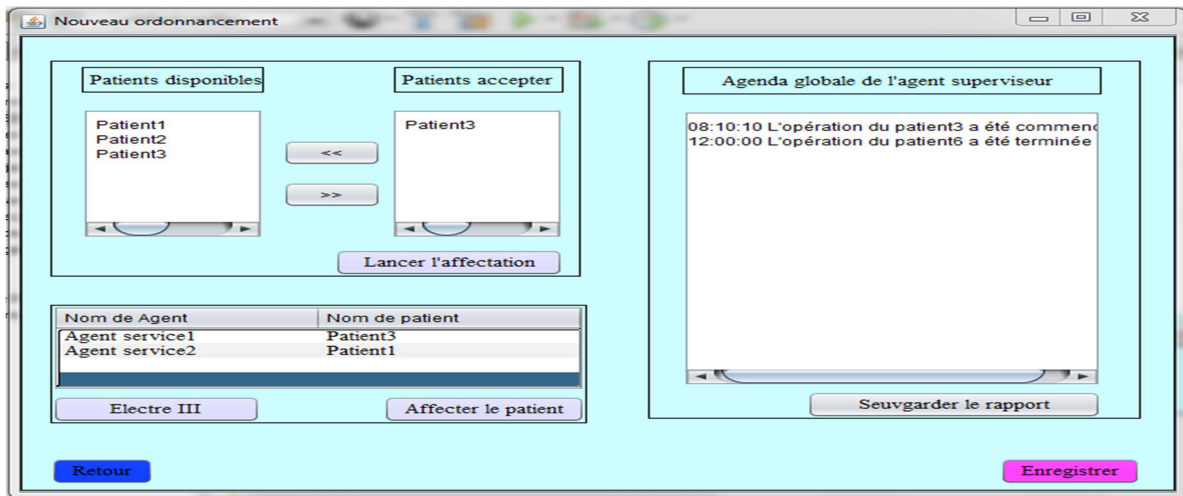 Nouveau ordonnancement
Patients disponibles
Patients accepter
Patient1
Patient2
Patient3
<<
>>
Patient3
Lancer l'affectation
Agenda globale de l'agent superviseur
08:10:10 L'opération du patient3 a été commenc
12:00:00 L'opération du patient6 a été terminée
Seuvgarder le rapport
Nom de Agent Nom de patient
Agent service1 Patient3
Agent service2 Patient1
Electre III
Affecter le patient
Retour
Enregistrer